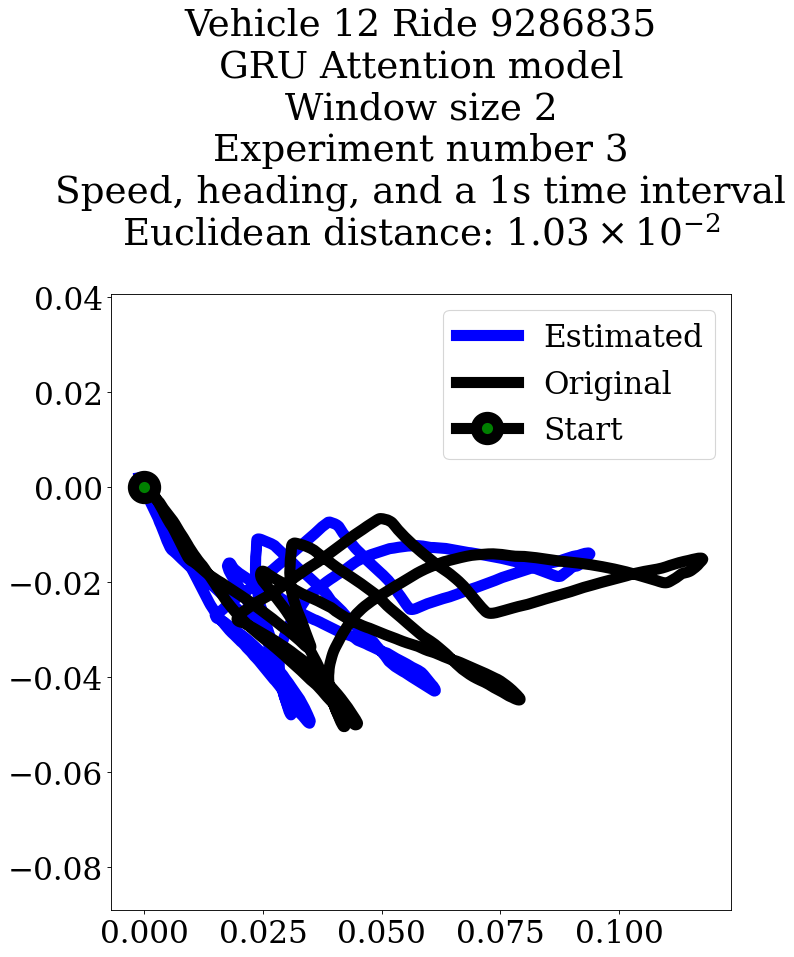 Vehicle 12 Ride 9286835
GRU Attention model
Window size 2
Experiment number 3
Speed, heading, and a 1s time interval
Euclidean distance: 1.03 × 10⁻²
0.04
0.02
0.00
−0.02
−0.04
−0.06
−0.08
Estimated
Original
Start
0.000 0.025 0.050 0.075 0.100